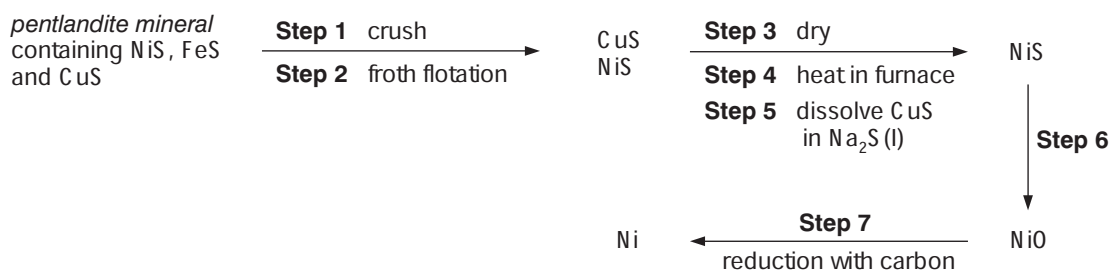 pentlandite mineral
containing NiS, FeS
and CuS
Step 1 crush
Step 2 froth flotation
CuS
NiS
Step 3 dry
Step 4 heat in furnace
Step 5 dissolve CuS
in Na₂S(l)
NiS
Step 6
NiO
Step 7
reduction with carbon
Ni